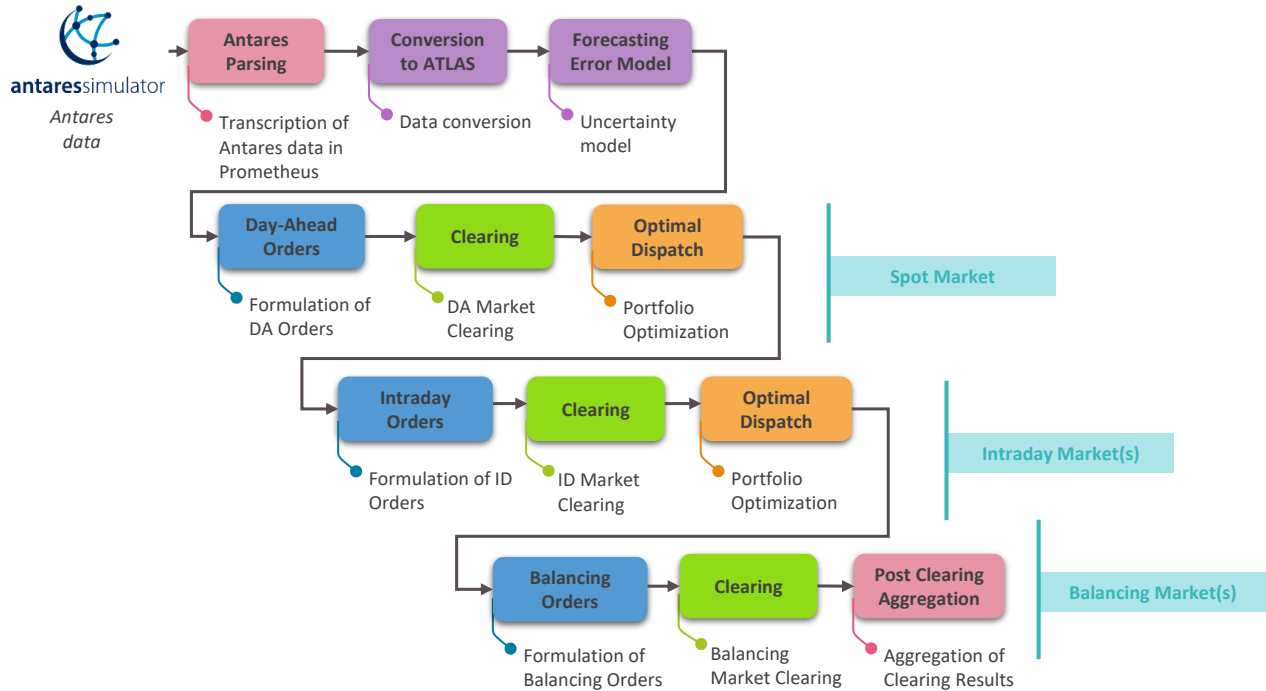 antaressimulator
Antares
data
Antares
Parsing
Conversion
to ATLAS
Forecasting
Error Model
Transcription of
Antares data in
Prometheus
Data conversion
Uncertainty
model
Day-Ahead
Orders
Clearing
Optimal
Dispatch
Spot Market
Formulation of
DA Orders
DA Market
Clearing
Portfolio
Optimization
Intraday
Orders
Clearing
Optimal
Dispatch
Intraday Market(s)
Formulation of ID
Orders
ID Market
Clearing
Portfolio
Optimization
Balancing
Orders
Clearing
Post Clearing
Aggregation
Balancing Market(s)
Formulation of
Balancing Orders
Balancing
Market Clearing
Aggregation of
Clearing Results